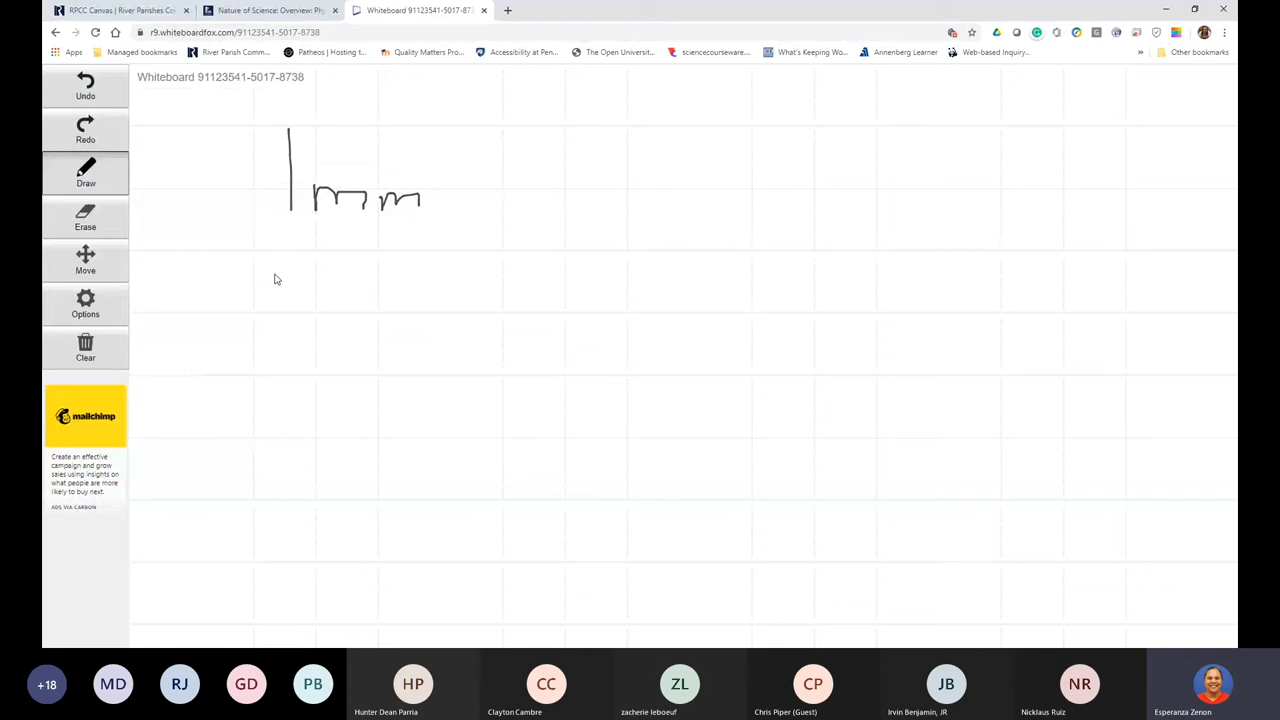 RPCC Canvas | River Parishes Co
Nature of Science: Overview: Phy
Whiteboard 91123541-5017-873
r9.whiteboardfox.com/91123541-5017-8738
Apps
Managed bookmarks
River Parish Comm...
Patheos | Hosting t...
Quality Matters Pro...
Accessibility at Pen...
The Open Universit...
sciencecourseware...
What's Keeping Wo...
Annenberg Learner
Web-based Inquiry...
Other bookmarks
Whiteboard 91123541-5017-8738
Undo
Redo
Draw
Erase
Move
Options
Clear
1mm
mailchimp
Create an effective
campaign and grow
sales using insights on
what people are more
likely to buy next.
ADS VIA CARBON
+18
MD
RJ
GD
PB
HP
CC
ZL
CP
JB
NR
Hunter Dean Parria
Clayton Cambre
zacherie leboeuf
Chris Piper (Guest)
Irvin Benjamin, JR
Nicklaus Ruiz
Esperanza Zenon